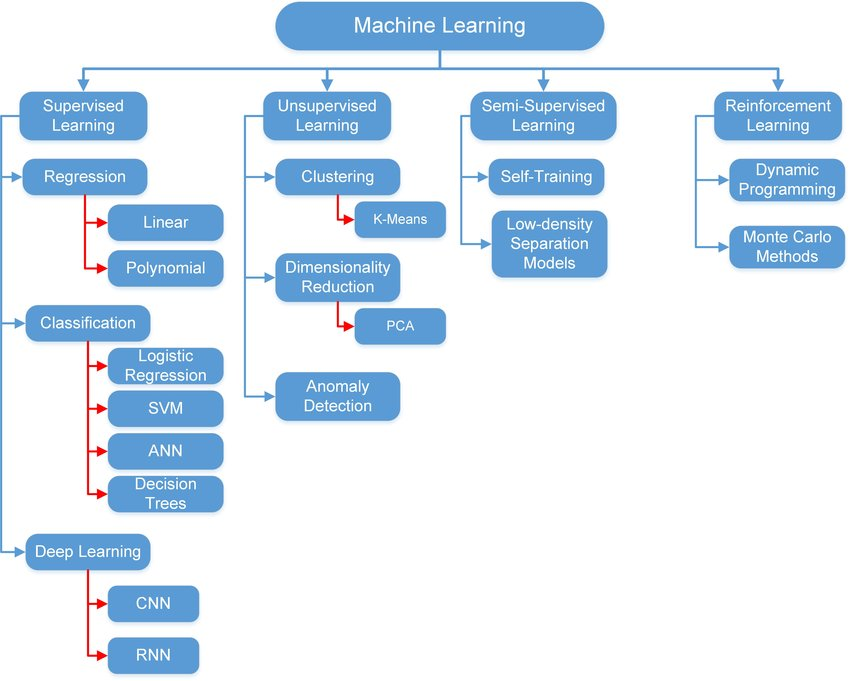 Machine Learning
Supervised
Learning
Regression
Linear
Polynomial
Classification
Logistic
Regression
SVM
ANN
Decision
Trees
Deep Learning
CNN
RNN
Unsupervised
Learning
Clustering
K-Means
Dimensionality
Reduction
PCA
Anomaly
Detection
Semi-Supervised
Learning
Self-Training
Low-density
Separation
Models
Reinforcement
Learning
Dynamic
Programming
Monte Carlo
Methods